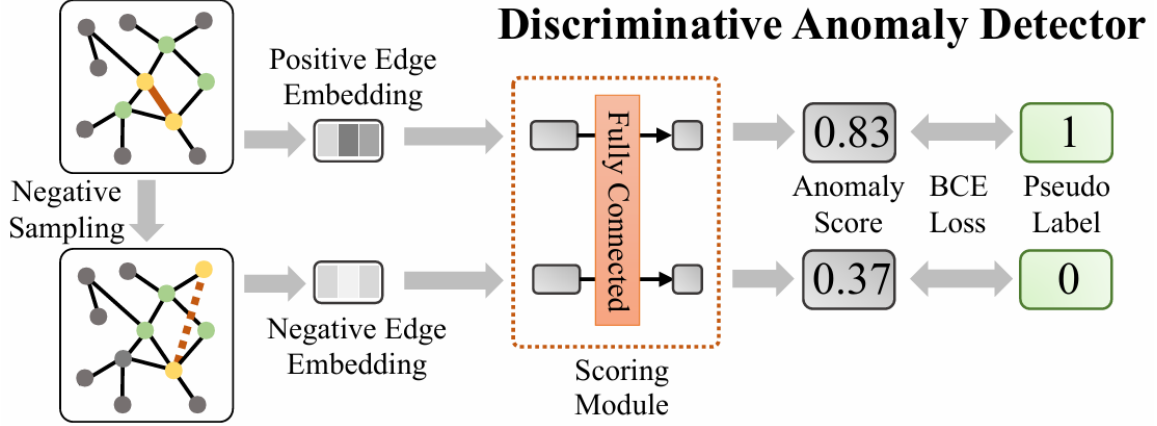 Discriminative Anomaly Detector
Positive Edge
Embedding
Negative
Sampling
Fully Connected
0.83
1
Anomaly
Score
BCE
Loss
Pseudo
Label
0.37
0
Negative Edge
Embedding
Scoring
Module